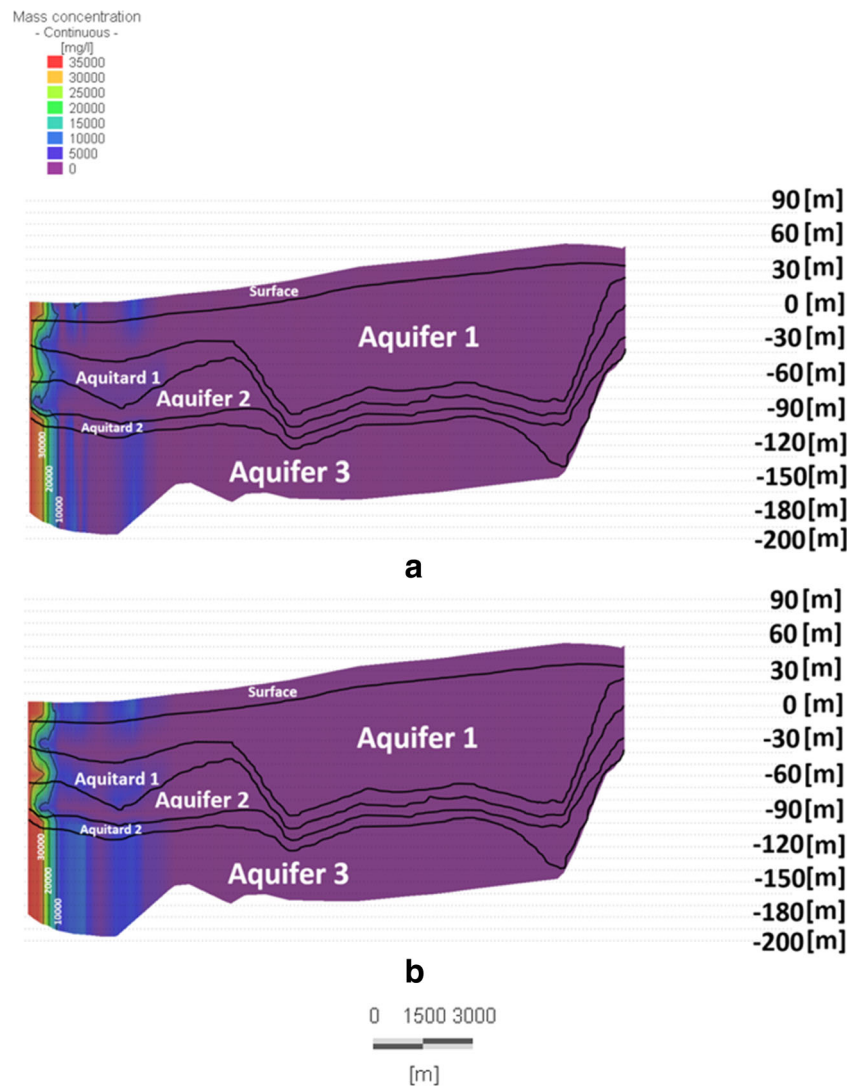 Mass concentration
- Continuous -
[mg/l]
35000
30000
25000
20000
15000
10000
5000
0
90 [m]
60 [m]
30 [m]
0 [m]
-30 [m]
-60 [m]
-90 [m]
-120 [m]
-150 [m]
-180 [m]
-200 [m]
Surface
Aquifer 1
Aquitard 1
Aquifer 2
Aquitard 2
Aquifer 3
30000
20000
10000
a
90 [m]
60 [m]
30 [m]
0 [m]
-30 [m]
-60 [m]
-90 [m]
-120 [m]
-150 [m]
-180 [m]
-200 [m]
Surface
Aquifer 1
Aquitard 1
Aquifer 2
Aquitard 2
Aquifer 3
30000
20000
10000
b
0 1500 3000
[m]